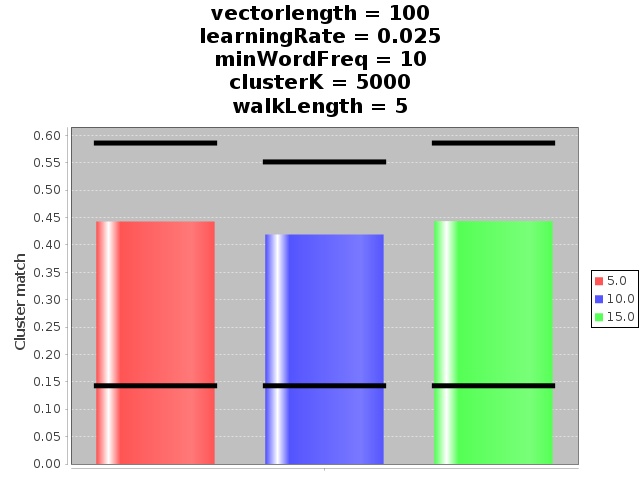 vectorlength = 100
learningRate = 0.025
minWordFreq = 10
clusterK = 5000
walkLength = 5
0.60
0.55
0.50
0.45
0.40
0.35
0.30
0.25
0.20
0.15
0.10
0.05
0.00
Cluster match
5.0
10.0
15.0